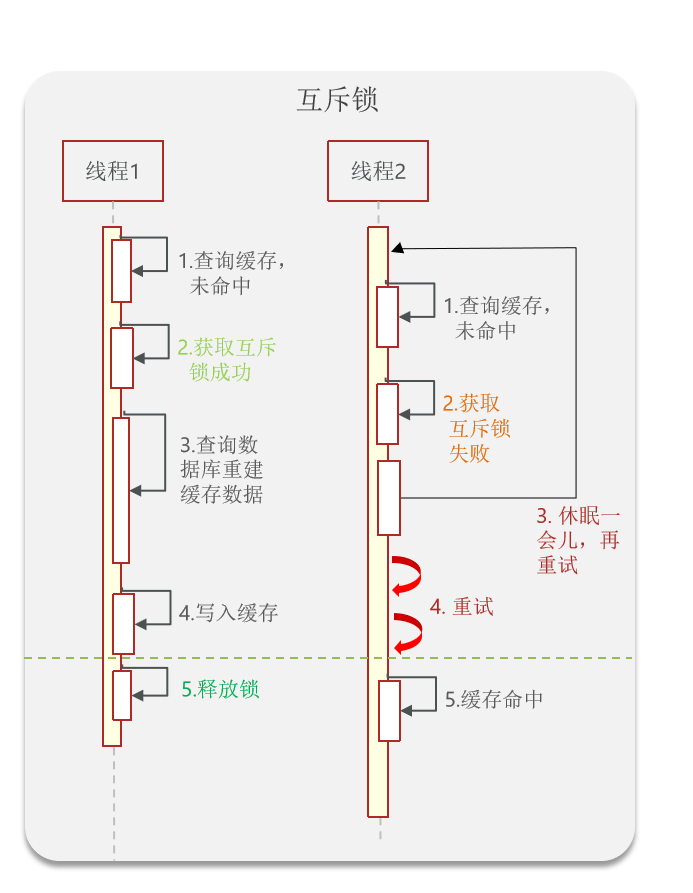 互斥锁
线程1
线程2
1.查询缓存，
未命中
2.获取互斥
锁成功
3.查询数
据库重建
缓存数据
4.写入缓存
5.释放锁
1.查询缓存，
未命中
2.获取
互斥锁
失败
3. 休眠一
会儿，再
重试
4. 重试
5.缓存命中